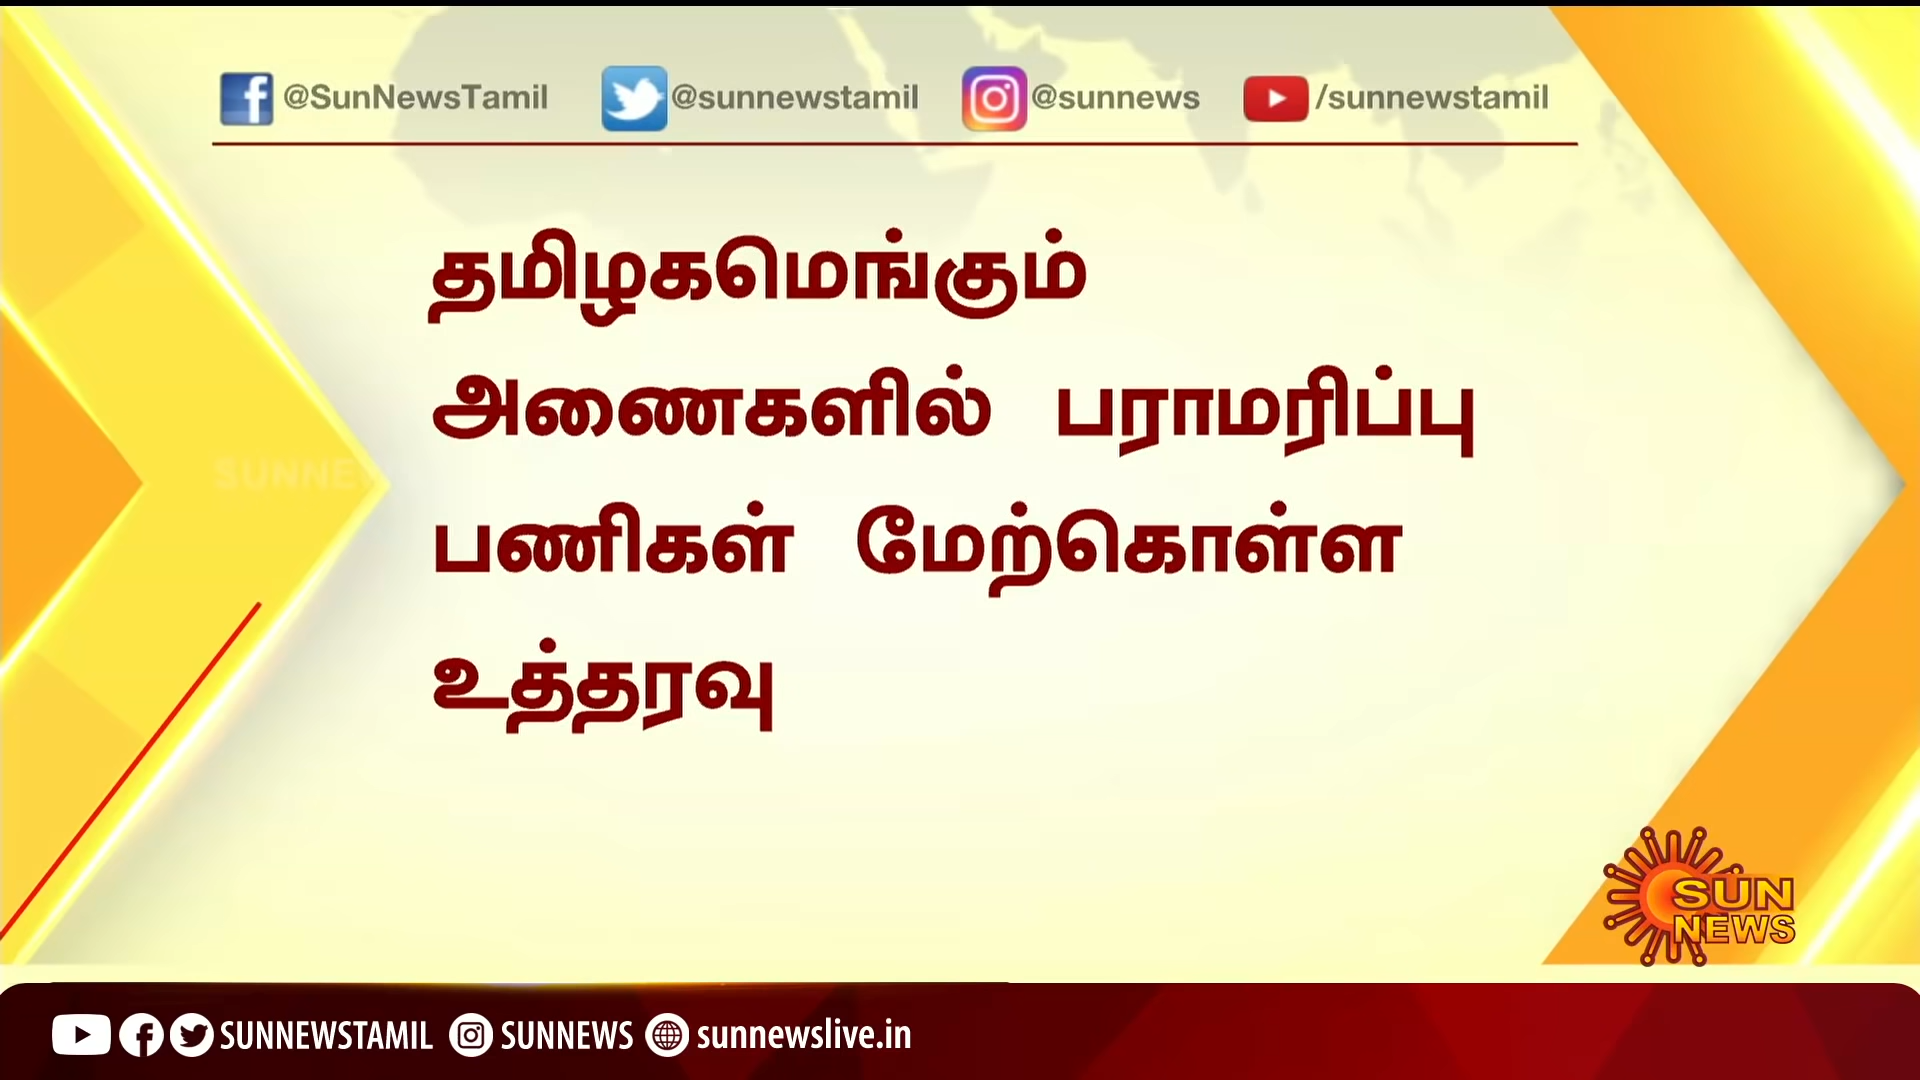 @SunNewsTamil @sunnewstamil @sunnews /sunnewstamil
தமிழகமெங்கும்
அணைகளில் பராமரிப்பு
SUNNE
பணிகள் மேற்கொள்ள
உத்தரவு
SUN
NEWS
SUNNEWSTAMIL SUNNEWS sunnewslive.in